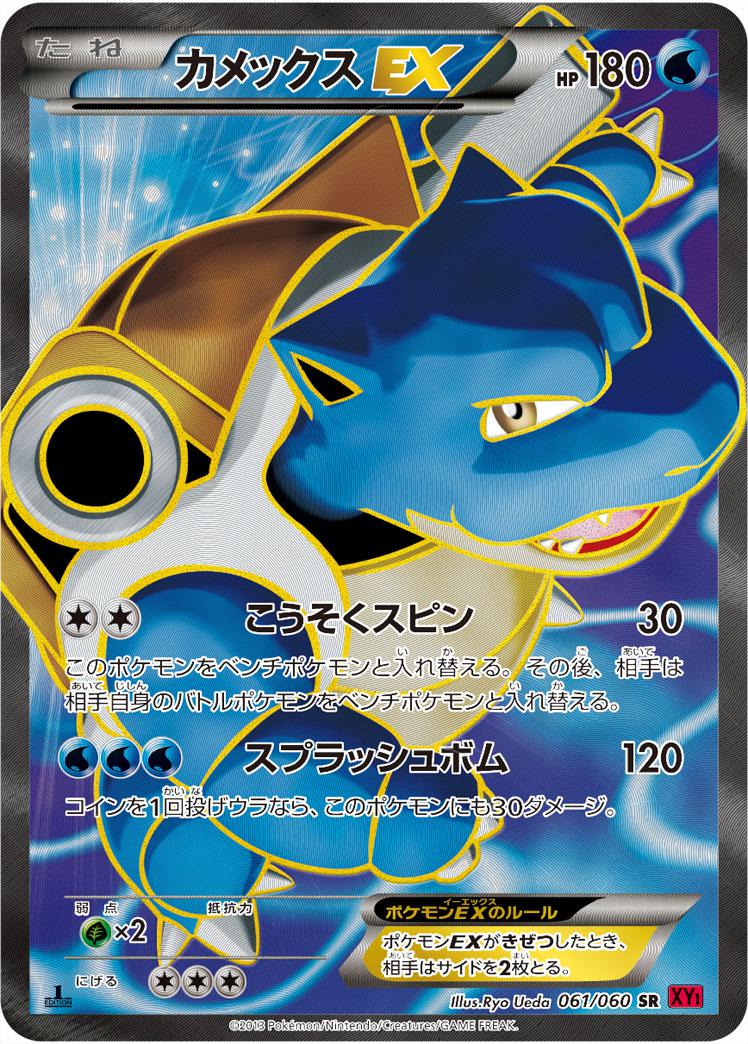 たね
カメックスEX HP180
こうそくスピン 30
このポケモンをベンチポケモンと入れ替える。その後、相手は
相手自身のバトルポケモンをベンチポケモンと入れ替える。
スプラッシュボム 120
コインを1回投げウラなら、このポケモンにも30ダメージ。
弱点 抵抗力
×2
にげる
イーエックス
ポケモンEXのルール
ポケモンEXがきぜつしたとき、
相手はサイドを2枚とる。
1 EDITION
Illus.Ryo Ueda 061/060 SR XY1
©2013 Pokémon/Nintendo/Creatures/GAME FREAK.